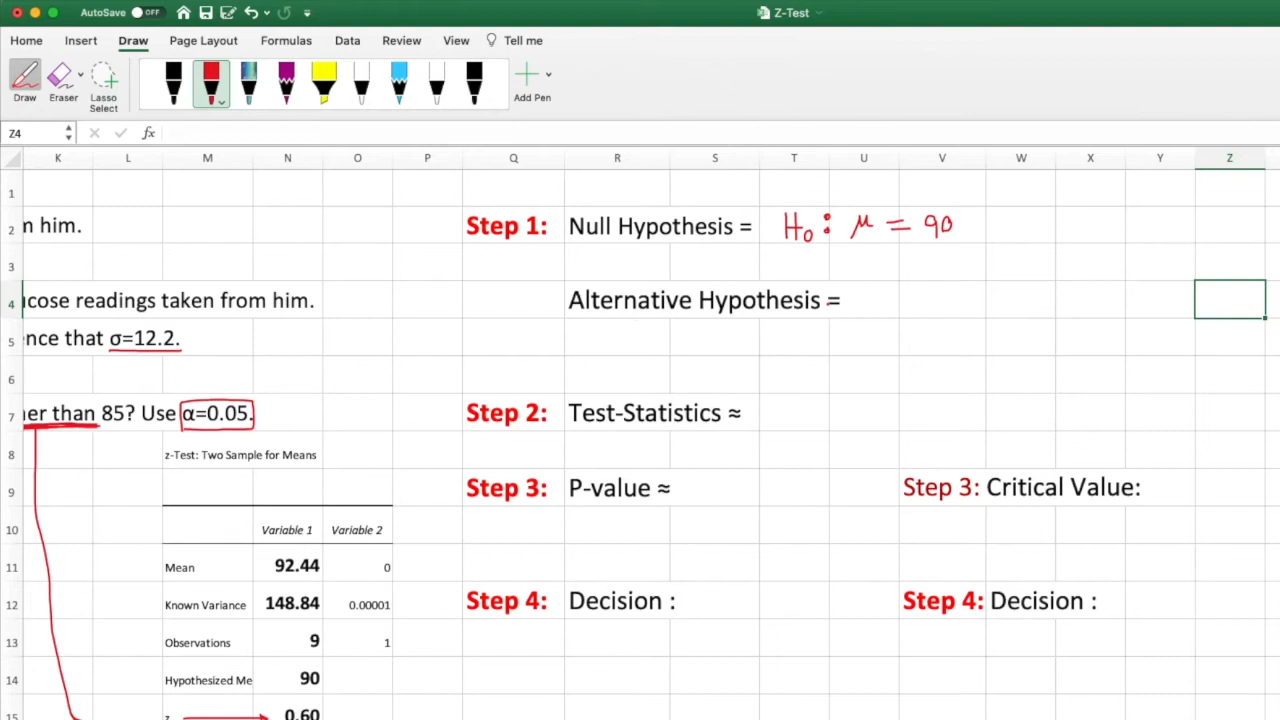 AutoSave OFF
Z-Test
Home Insert Draw Page Layout Formulas Data Review View Tell me
Draw Eraser Lasso Select Add Pen
Z4 fx
K L M N O P Q R S T U V W X Y Z
1
2 m him. Step 1: Null Hypothesis = H₀: μ = 90
3
4 ucose readings taken from him. Alternative Hypothesis =
5 ence that σ=12.2.
6
7 her than 85? Use α=0.05. Step 2: Test-Statistics ≈
8 z-Test: Two Sample for Means
9 Step 3: P-value ≈ Step 3: Critical Value:
10 Variable 1 Variable 2
11 Mean 92.44 0
12 Known Variance 148.84 0.00001 Step 4: Decision : Step 4: Decision :
13 Observations 9 1
14 Hypothesized Me 90
15 z 0.60